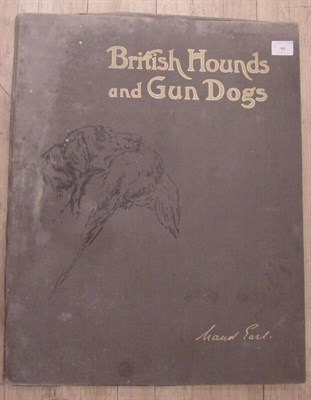 British Hounds
and Gun Dogs
Maud Earl.